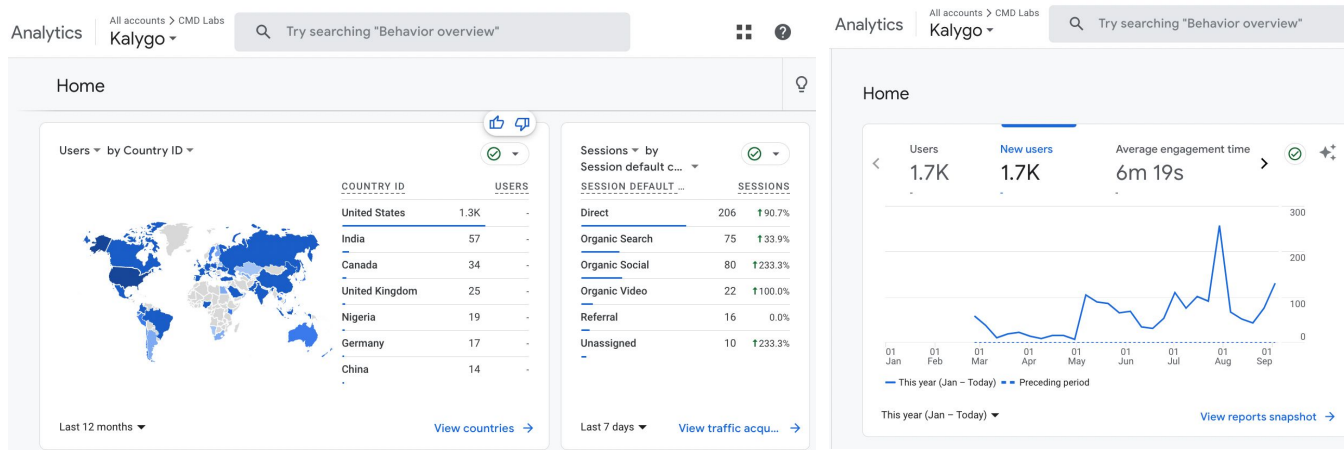 Analytics
All accounts > CMD Labs
Kalygo
Try searching "Behavior overview"
Home
Users by Country ID
COUNTRY ID USERS
United States 1.3K -
India 57 -
Canada 34 -
United Kingdom 25 -
Nigeria 19 -
Germany 17 -
China 14 -
Last 12 months
View countries
Sessions by
Session default c...
SESSION DEFAULT ... SESSIONS
Direct 206 ↑90.7%
Organic Search 75 ↑33.9%
Organic Social 80 ↑233.3%
Organic Video 22 ↑100.0%
Referral 16 0.0%
Unassigned 10 ↑233.3%
Last 7 days
View traffic acqu...
Analytics
All accounts > CMD Labs
Kalygo
Try searching "Behavior overview"
Home
Users New users Average engagement time
1.7K 1.7K 6m 19s
- - -
300
200
100
0
01 01 01 01 01 01 01 01 01
Jan Feb Mar Apr May Jun Jul Aug Sep
This year (Jan – Today) Preceding period
This year (Jan – Today)
View reports snapshot